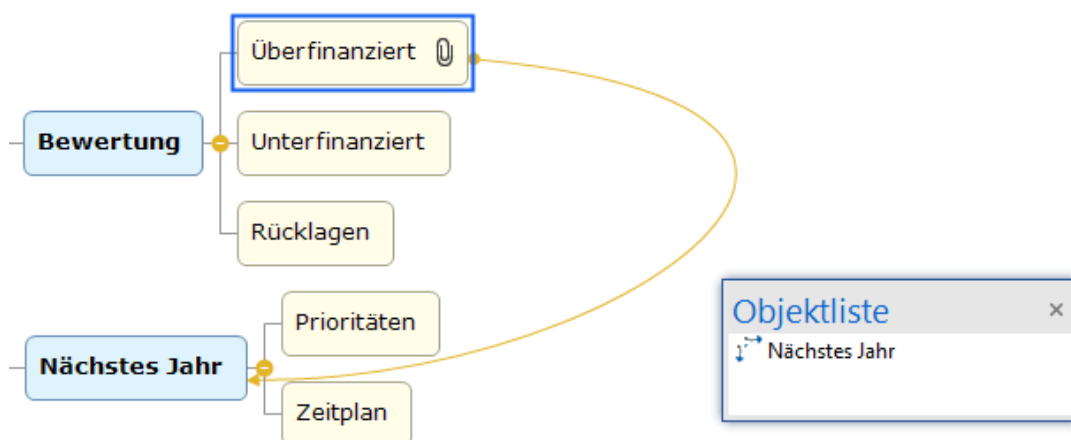 Überfinanziert
Bewertung
Unterfinanziert
Rücklagen
Prioritäten
Nächstes Jahr
Zeitplan
Objektliste
Nächstes Jahr